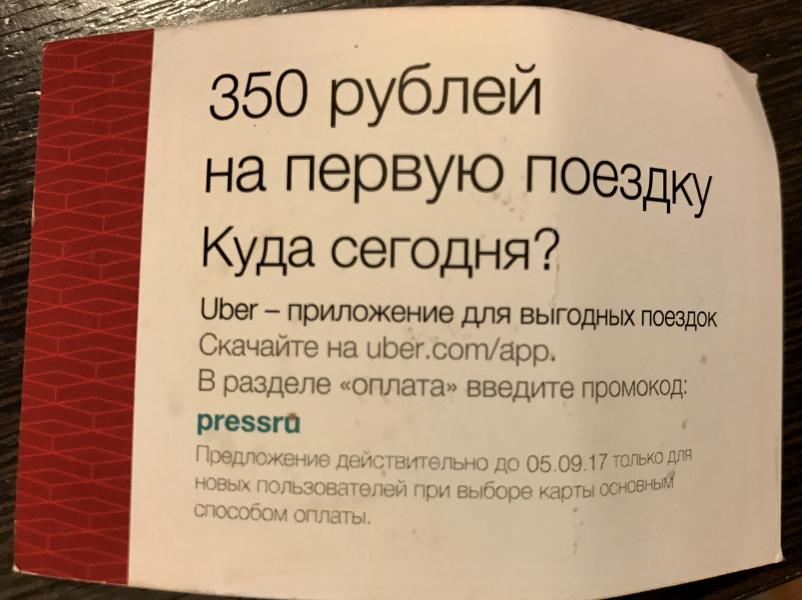 350 рублей
на первую поездку
Куда сегодня?
Uber – приложение для выгодных поездок
Скачайте на uber.com/app.
В разделе «оплата» введите промокод:
pressru
Предложение действительно до 05.09.17 только для
новых пользователей при выборе карты основным
способом оплаты.